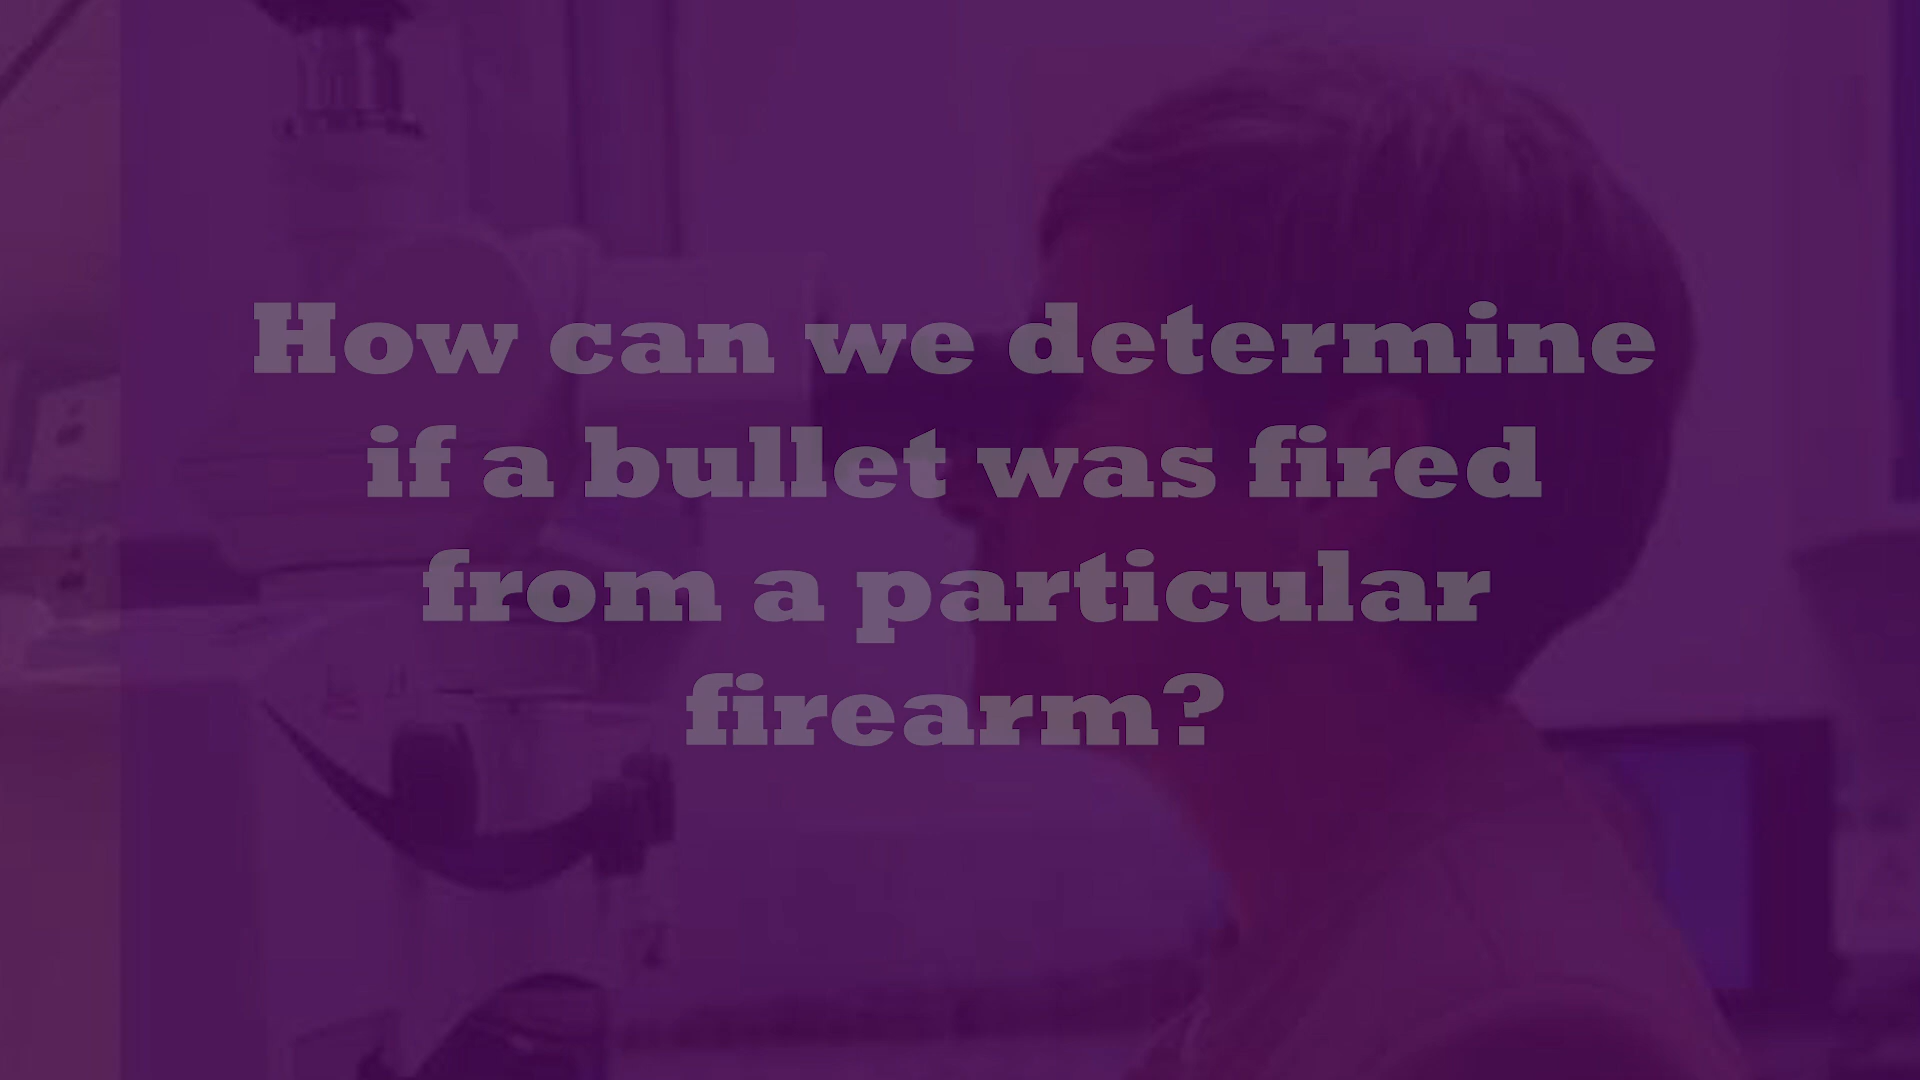 How can we determine
if a bullet was fired
from a particular
firearm?